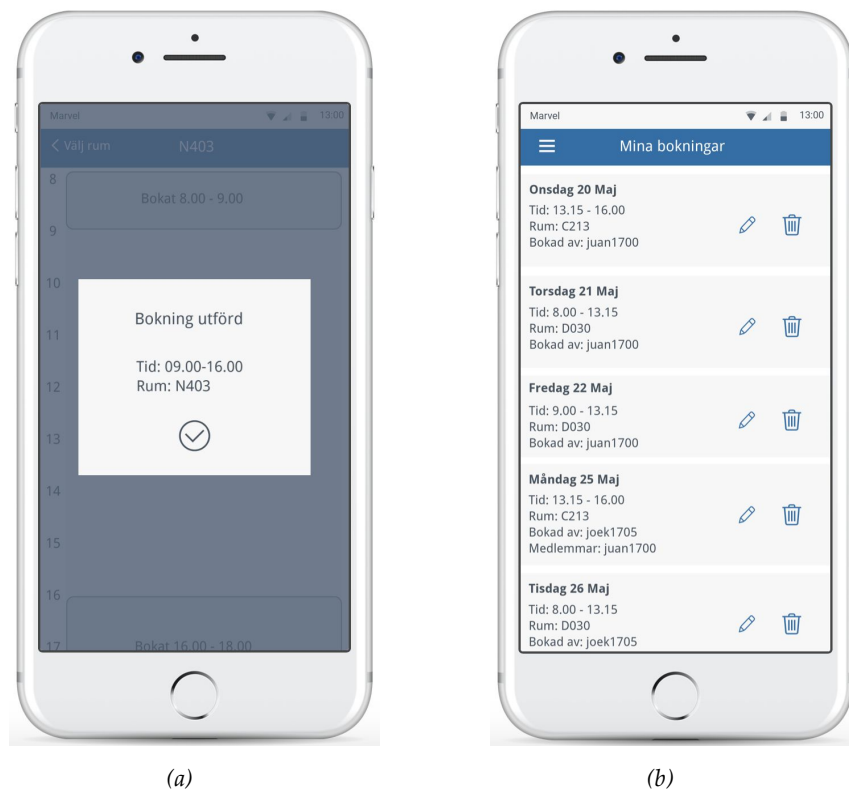 Marvel 13:00
Välj rum N403
8
Bokat 8.00 - 9.00
9
10
Bokning utförd
11
Tid: 09.00-16.00
12
Rum: N403
13
14
15
16
17
Bokat 16.00 - 18.00
(a)
Marvel 13:00
Mina bokningar
Onsdag 20 Maj
Tid: 13.15 - 16.00
Rum: C213
Bokad av: juan1700
Torsdag 21 Maj
Tid: 8.00 - 13.15
Rum: D030
Bokad av: juan1700
Fredag 22 Maj
Tid: 9.00 - 13.15
Rum: D030
Bokad av: juan1700
Måndag 25 Maj
Tid: 13.15 - 16.00
Rum: C213
Bokad av: joek1705
Medlemmar: juan1700
Tisdag 26 Maj
Tid: 8.00 - 13.15
Rum: D030
Bokad av: joek1705
(b)